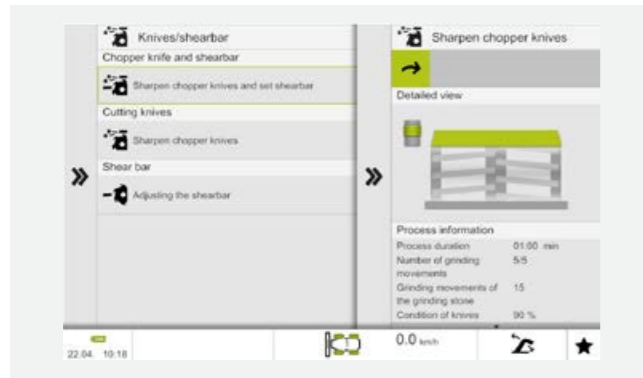 Knives/shearbar
Chopper knife and shearbar
Sharpen chopper knives and set shearbar
Cutting knives
Sharpen chopper knives
Shear bar
Adjusting the shearbar
Sharpen chopper knives
Detailed view
Process information
Process duration 01:00 min
Number of grinding 5/5
movements
Grinding movements of 15
the grinding stone
Condition of knives 90 %
22.04. 10:18
0.0 km/h